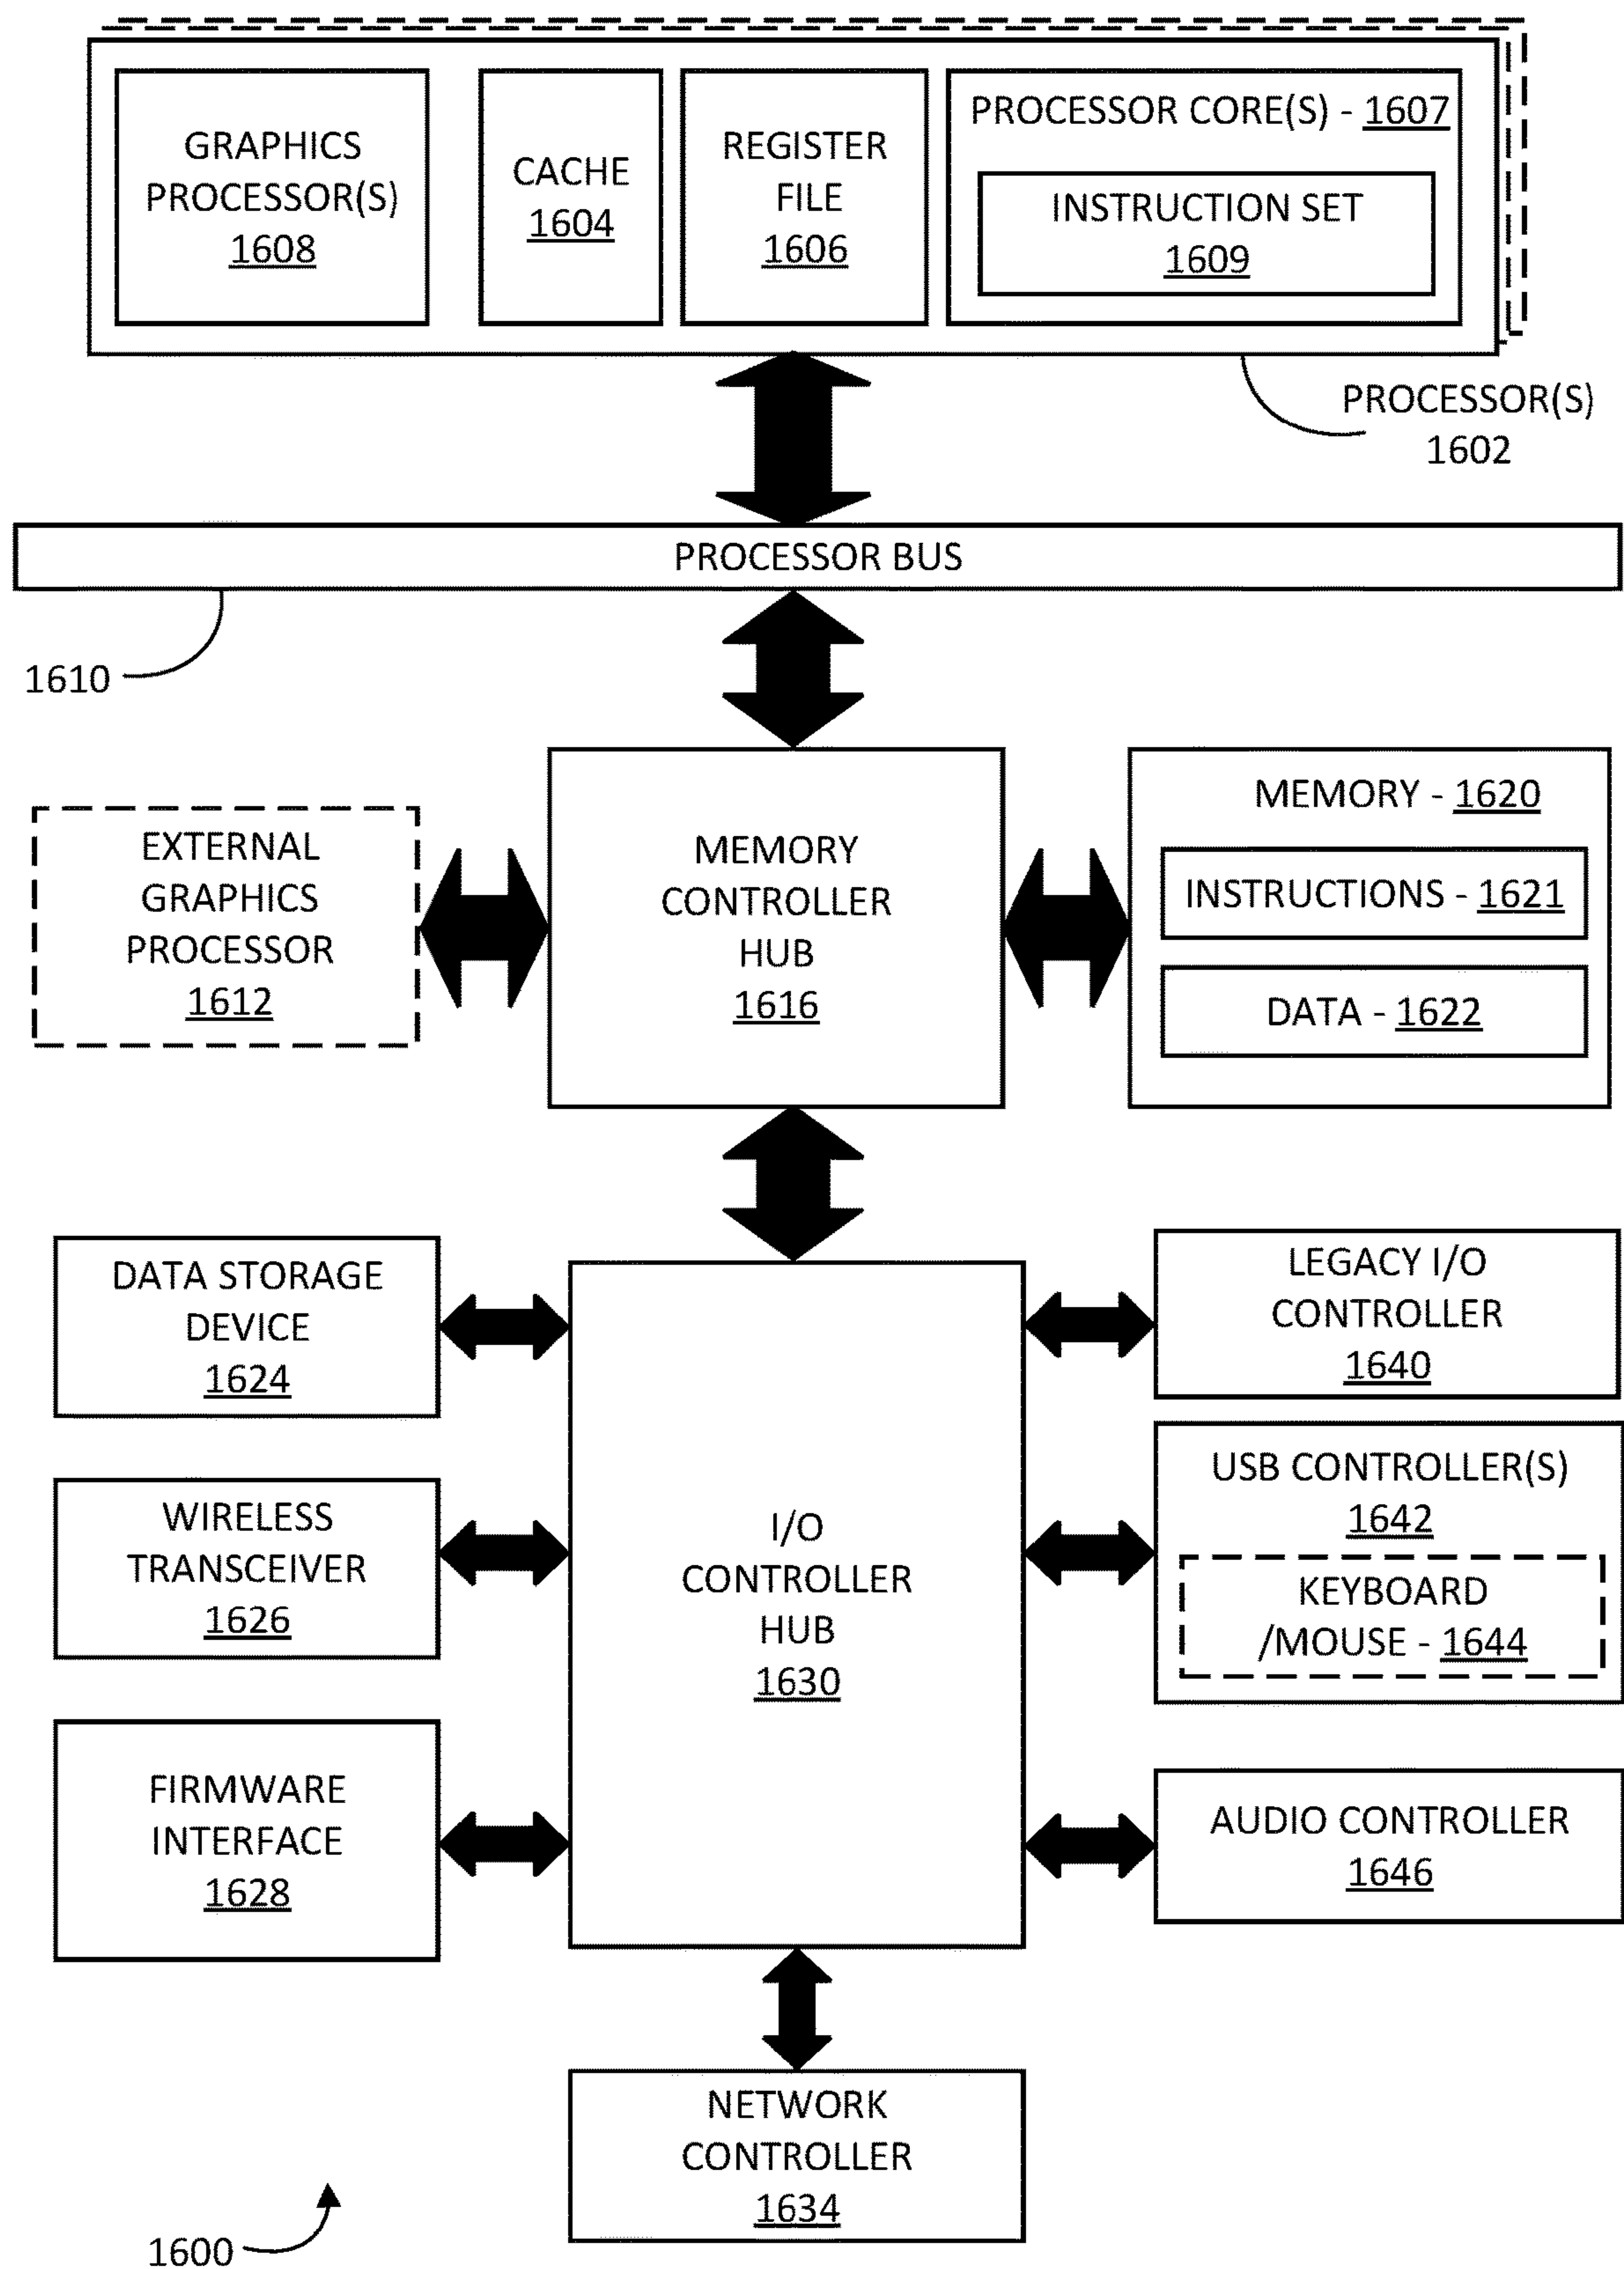 GRAPHICS
PROCESSOR(S)
1608
CACHE
1604
REGISTER
FILE
1606
PROCESSOR CORE(S) - 1607
INSTRUCTION SET
1609
PROCESSOR(S)
1602
PROCESSOR BUS
1610
EXTERNAL
GRAPHICS
PROCESSOR
1612
MEMORY
CONTROLLER
HUB
1616
MEMORY - 1620
INSTRUCTIONS - 1621
DATA - 1622
DATA STORAGE
DEVICE
1624
WIRELESS
TRANSCEIVER
1626
FIRMWARE
INTERFACE
1628
I/O
CONTROLLER
HUB
1630
LEGACY I/O
CONTROLLER
1640
USB CONTROLLER(S)
1642
KEYBOARD
/MOUSE - 1644
AUDIO CONTROLLER
1646
NETWORK
CONTROLLER
1634
1600